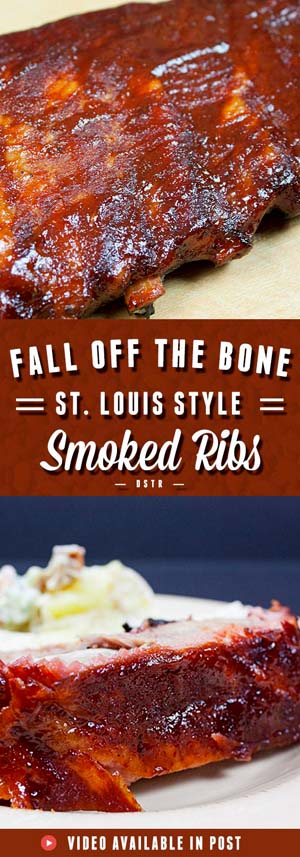 FALL OFF THE BONE
ST. LOUIS STYLE
Smoked Ribs
DSTR
VIDEO AVAILABLE IN POST